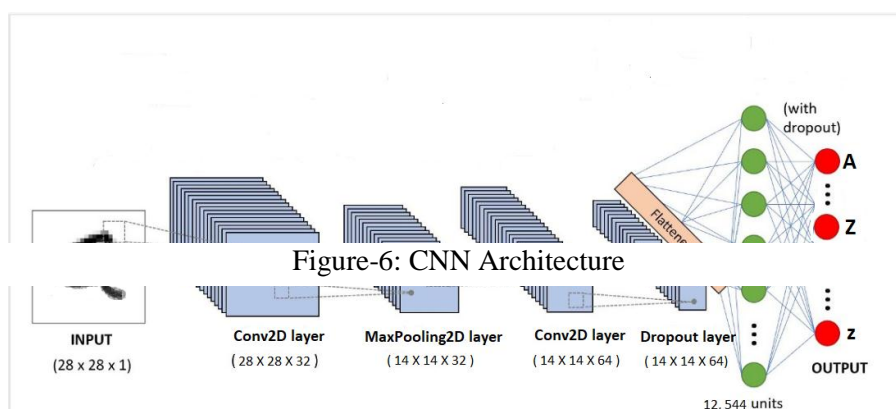 (with
dropout)
A
Z
Flattene
Figure-6: CNN Architecture
INPUT
(28 x 28 x 1)
Conv2D layer
(28 X 28 X 32)
MaxPooling2D layer
(14 X 14 X 32)
Conv2D layer
(14 X 14 X 64)
Dropout layer
(14 X 14 X 64)
z
OUTPUT
12,544 units